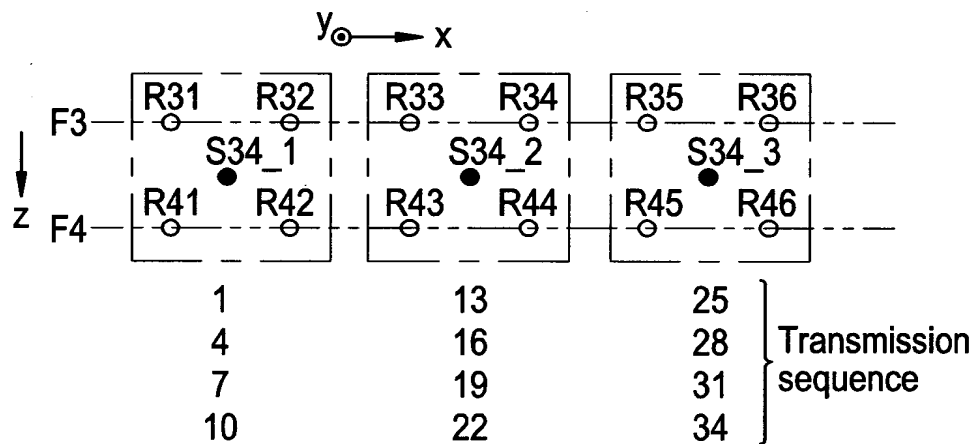 y x
R31 R32 R33 R34 R35 R36
F3
S34_1 S34_2 S34_3
z
R41 R42 R43 R44 R45 R46
F4
1 13 25
4 16 28
7 19 31
10 22 34
Transmission
sequence